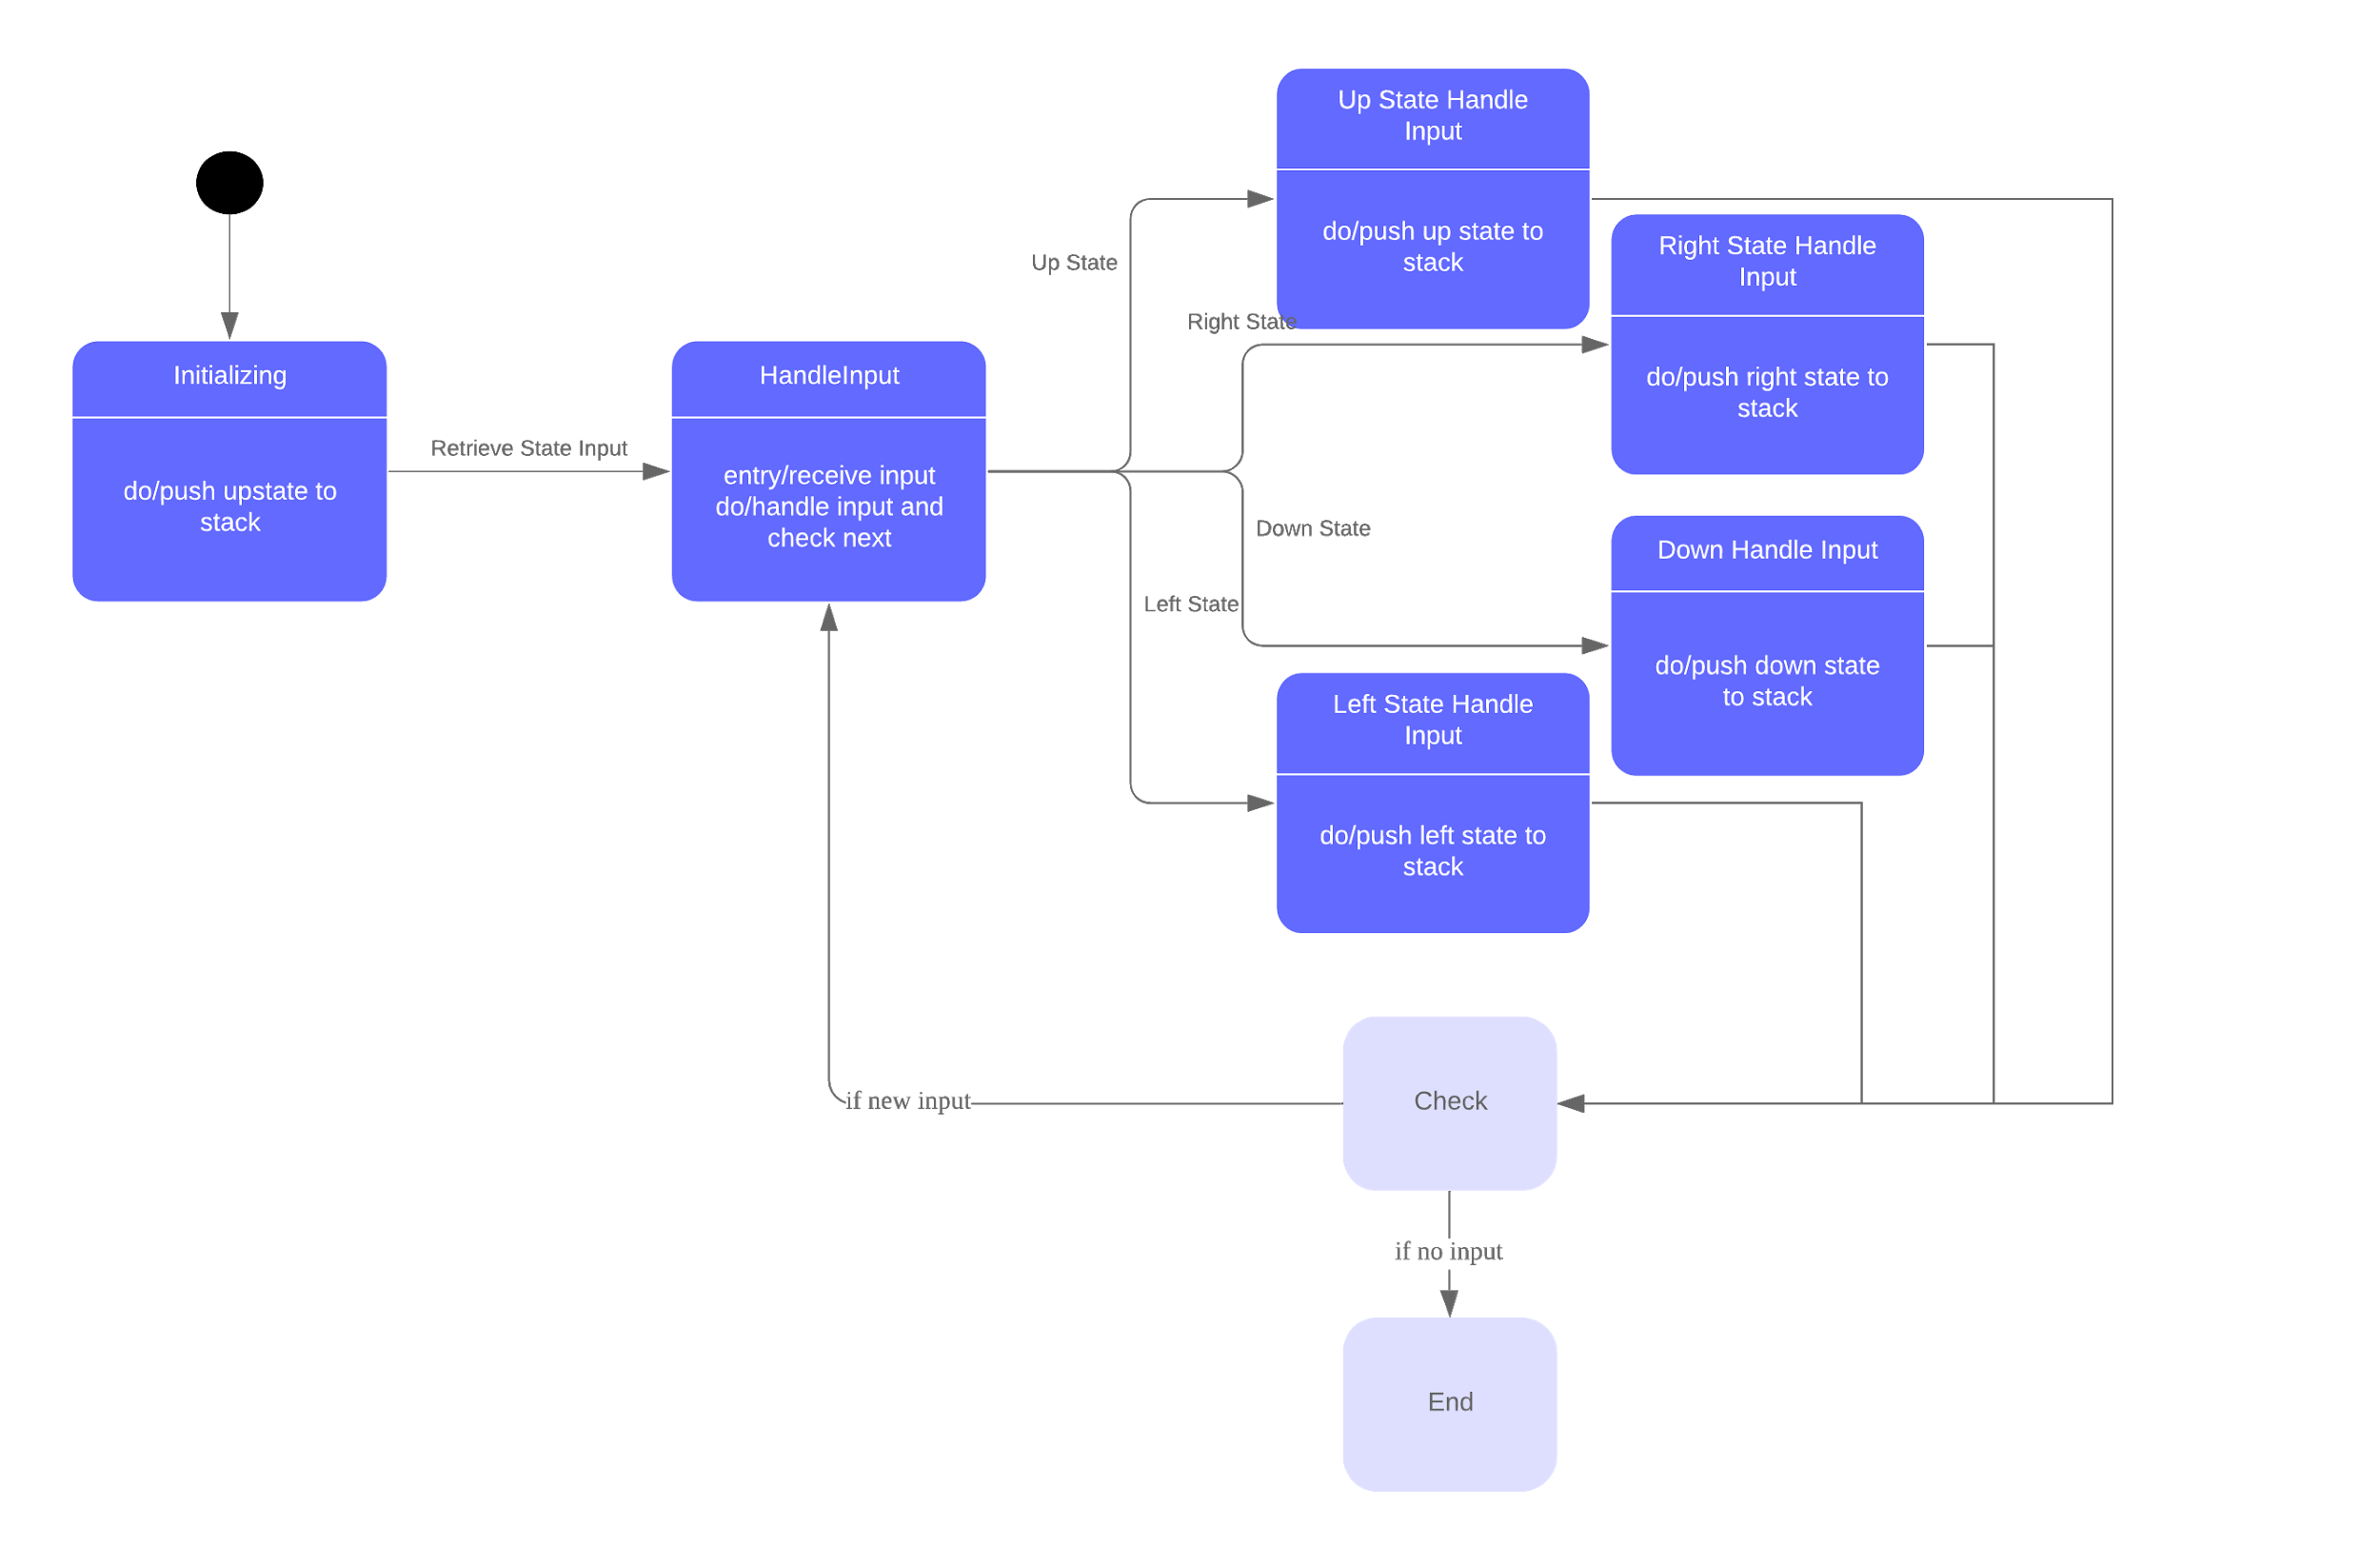 Up State Handle
Input
do/push up state to
stack
Up State
Right State Handle
Input
do/push right state to
stack
Right State
Initializing
do/push upstate to
stack
Retrieve State Input
HandleInput
entry/receive input
do/handle input and
check next
Down State
Down Handle Input
do/push down state
to stack
Left State
Left State Handle
Input
do/push left state to
stack
if new input
Check
if no input
End